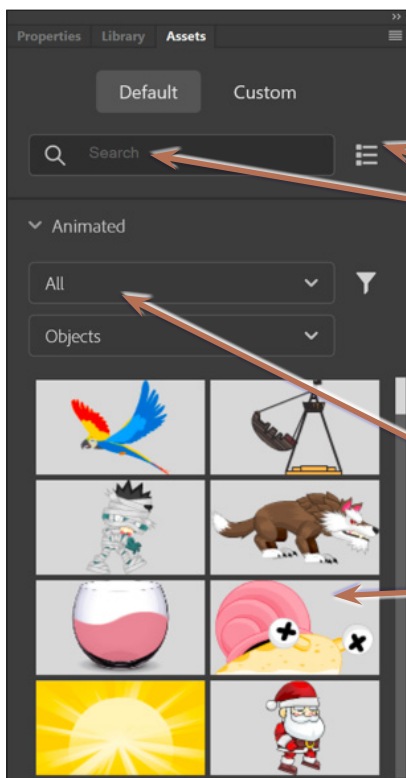 Properties Library Assets
Default Custom
Search
Animated
All
Objects